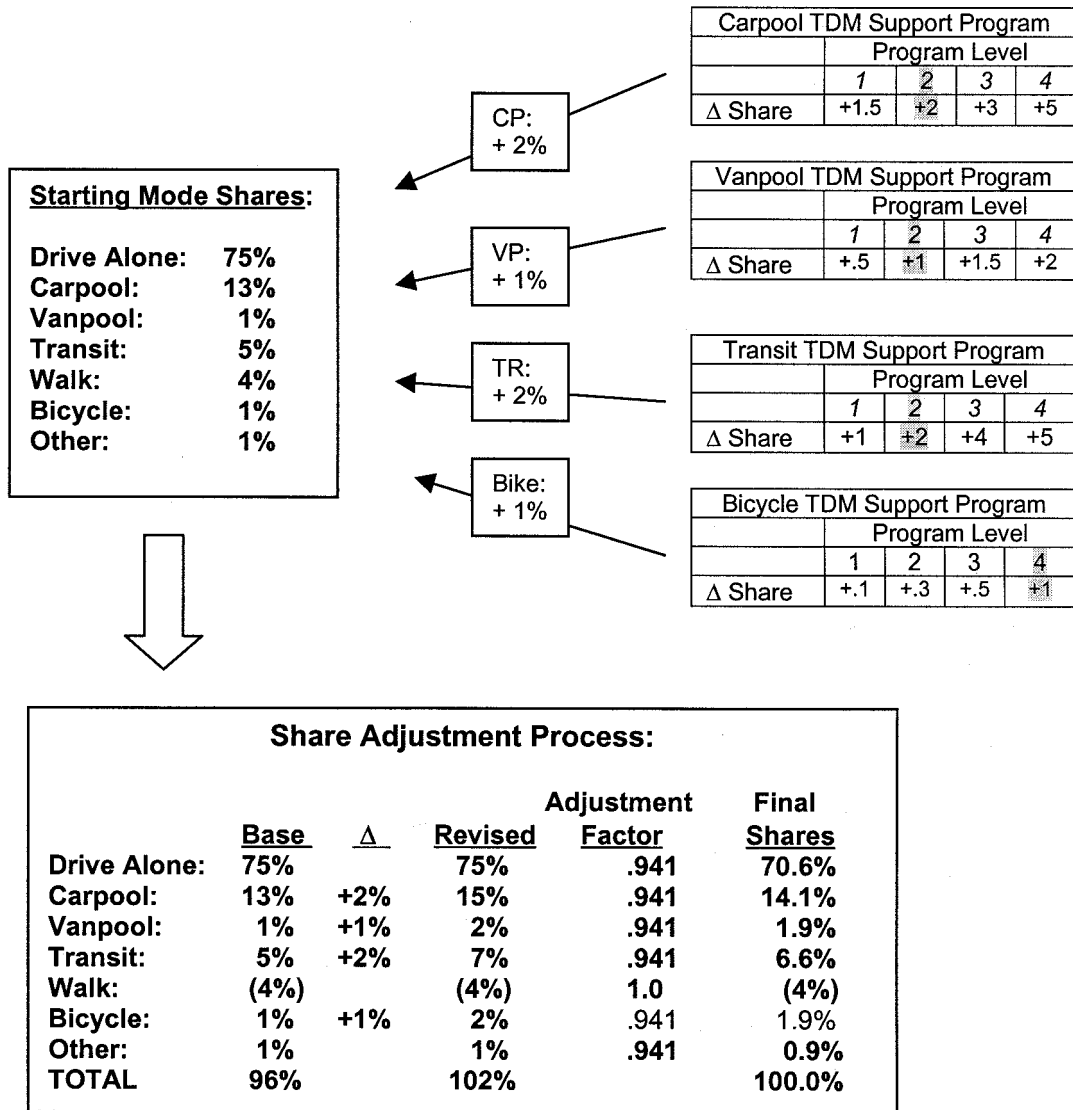 Carpool TDM Support Program
Program Level
1 2 3 4
Δ Share +1.5 +2 +3 +5
CP:
+ 2%
Vanpool TDM Support Program
Program Level
1 2 3 4
Δ Share +.5 +1 +1.5 +2
VP:
+ 1%
Transit TDM Support Program
Program Level
1 2 3 4
Δ Share +1 +2 +4 +5
TR:
+ 2%
Bicycle TDM Support Program
Program Level
1 2 3 4
Δ Share +.1 +.3 +.5 +1
Bike:
+ 1%
Starting Mode Shares:
Drive Alone: 75%
Carpool: 13%
Vanpool: 1%
Transit: 5%
Walk: 4%
Bicycle: 1%
Other: 1%
Share Adjustment Process:
Adjustment Final
Base Δ Revised Factor Shares
Drive Alone: 75% 75% .941 70.6%
Carpool: 13% +2% 15% .941 14.1%
Vanpool: 1% +1% 2% .941 1.9%
Transit: 5% +2% 7% .941 6.6%
Walk: (4%) (4%) 1.0 (4%)
Bicycle: 1% +1% 2% .941 1.9%
Other: 1% 1% .941 0.9%
TOTAL 96% 102% 100.0%